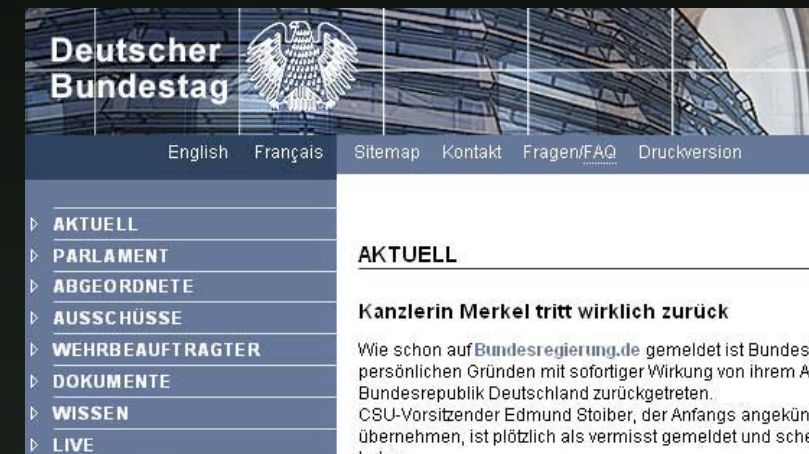 Deutscher
Bundestag
English Français Sitemap Kontakt Fragen/FAQ Druckversion
AKTUELL
PARLAMENT
ABGEORDNETE
AUSSCHÜSSE
WEHRBEAUFTRAGTER
DOKUMENTE
WISSEN
LIVE
AKTUELL
Kanzlerin Merkel tritt wirklich zurück
Wie schon auf Bundesregierung.de gemeldet ist Bundes
persönlichen Gründen mit sofortiger Wirkung von ihrem A
Bundesrepublik Deutschland zurückgetreten.
CSU-Vorsitzender Edmund Stoiber, der Anfangs angekün
übernehmen, ist plötzlich als vermisst gemeldet und sche